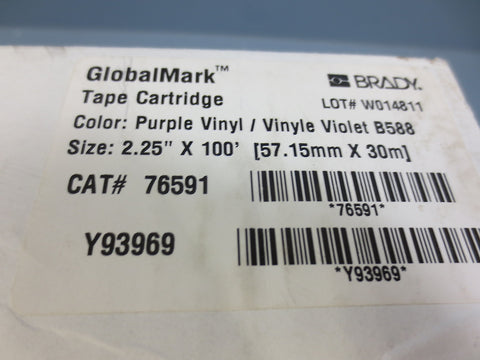 GlobalMark™
BRADY.
Tape Cartridge
LOT# W014811
Color: Purple Vinyl / Vinyle Violet B588
Size: 2.25" X 100' [57.15mm X 30m]
CAT# 76591
*76591*
Y93969
*Y93969*